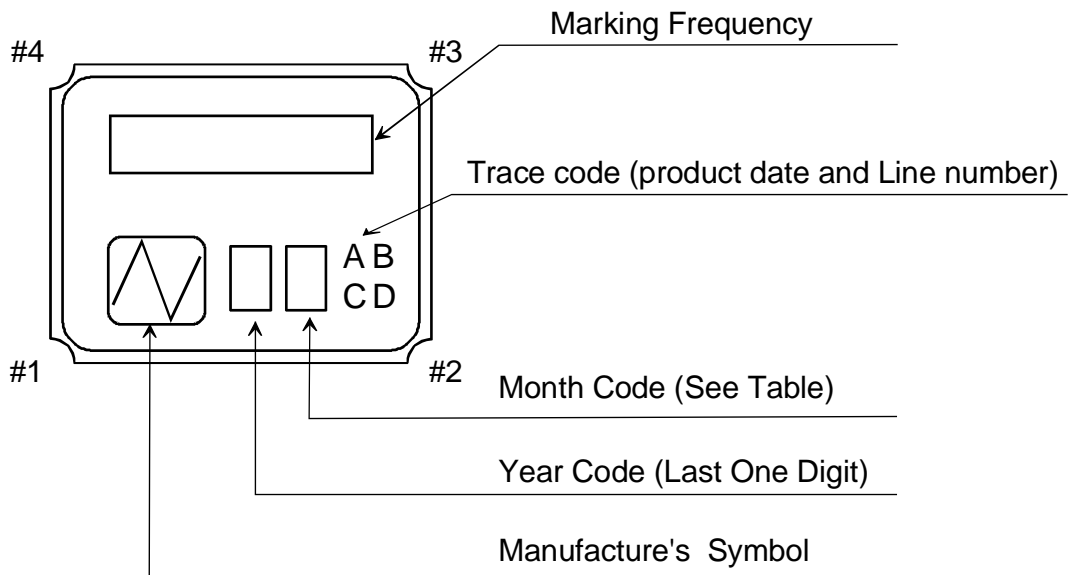 Marking Frequency
#4
#3
Trace code (product date and Line number)
A B
C D
#1
#2
Month Code (See Table)
Year Code (Last One Digit)
Manufacture's Symbol